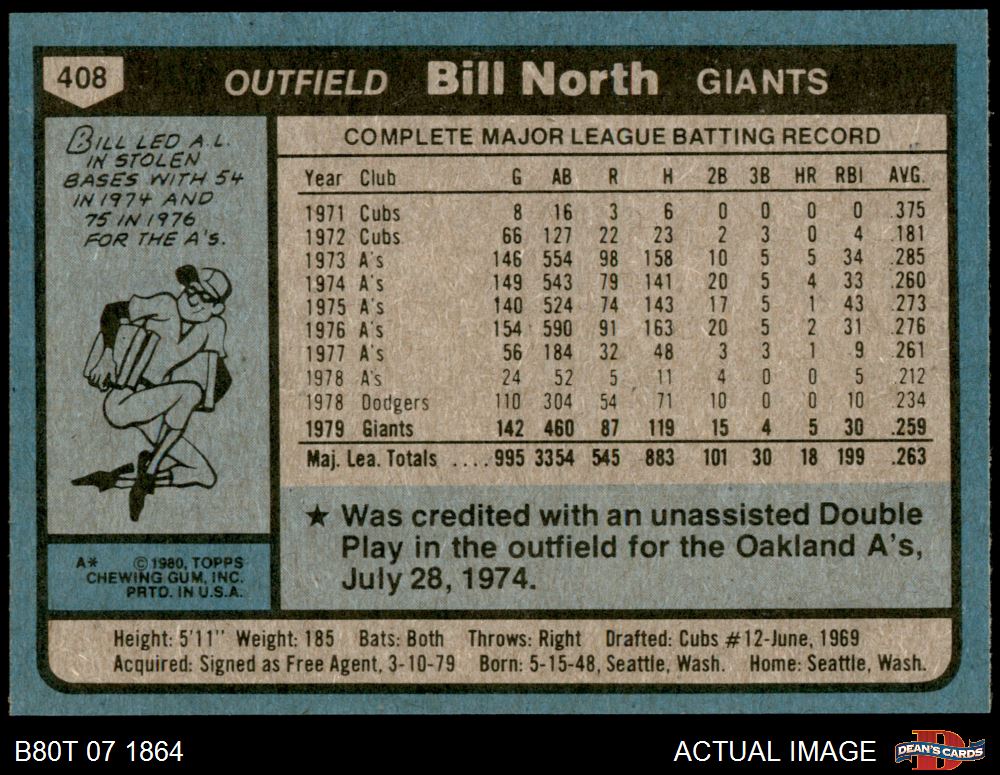 408 OUTFIELD Bill North GIANTS
BILL LED A.L.
IN STOLEN
BASES WITH 54
IN 1974 AND
75 IN 1976
FOR THE A's.
COMPLETE MAJOR LEAGUE BATTING RECORD
Year Club G AB R H 2B 3B HR RBI AVG.
1971 Cubs 8 16 3 6 0 0 0 0 .375
1972 Cubs 66 127 22 23 2 3 0 4 .181
1973 A's 146 554 98 158 10 5 5 34 .285
1974 A's 149 543 79 141 20 5 4 33 .260
1975 A's 140 524 74 143 17 5 1 43 .273
1976 A's 154 590 91 163 20 5 2 31 .276
1977 A's 56 184 32 48 3 3 1 9 .261
1978 A's 24 52 5 11 4 0 0 5 .212
1978 Dodgers 110 304 54 71 10 0 0 10 .234
1979 Giants 142 460 87 119 15 4 5 30 .259
Maj. Lea. Totals ....995 3354 545 883 101 30 18 199 .263
★ Was credited with an unassisted Double
Play in the outfield for the Oakland A's,
July 28, 1974.
A* © 1980, TOPPS
CHEWING GUM, INC.
PRTD. IN U.S.A.
Height: 5'11" Weight: 185 Bats: Both Throws: Right Drafted: Cubs #12-June, 1969
Acquired: Signed as Free Agent, 3-10-79 Born: 5-15-48, Seattle, Wash. Home: Seattle, Wash.
B80T 07 1864 ACTUAL IMAGE DEAN'S CARDS